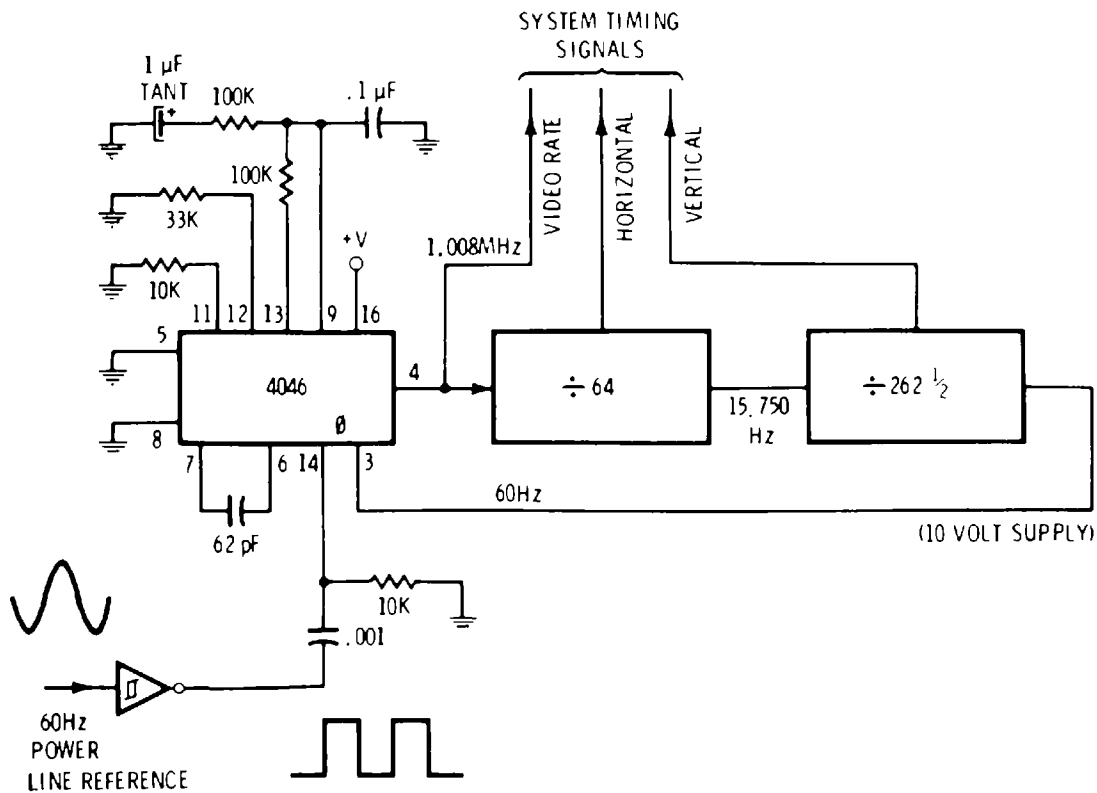 SYSTEM TIMING
SIGNALS
1 µF
TANT
+
100K
.1 µF
100K
33K
+V
10K
1.008MHz
VIDEO RATE
HORIZONTAL
VERTICAL
11
12
13
9
16
5
4046
4
÷ 64
÷ 262 1/2
15.750
Hz
8
Ø
7
6
14
3
60Hz
(10 VOLT SUPPLY)
62 pF
10K
.001
60Hz
POWER
LINE REFERENCE